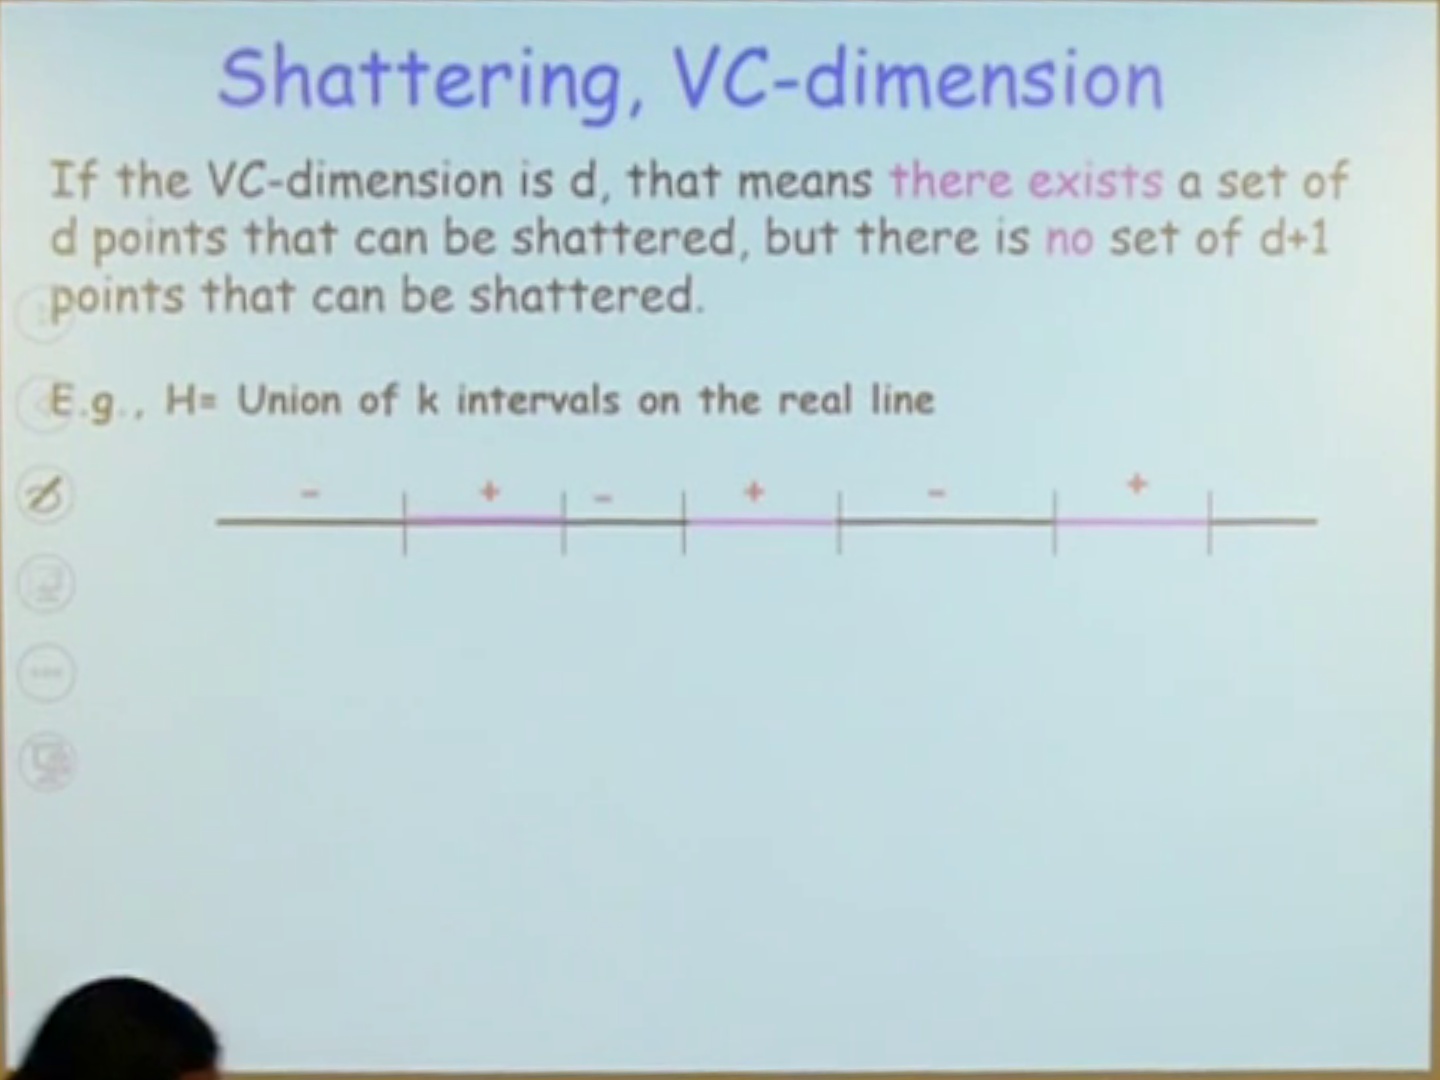 Shattering, VC-dimension
If the VC-dimension is d, that means there exists a set of
d points that can be shattered, but there is no set of d+1
points that can be shattered.
E.g., H= Union of k intervals on the real line
- + - + - +